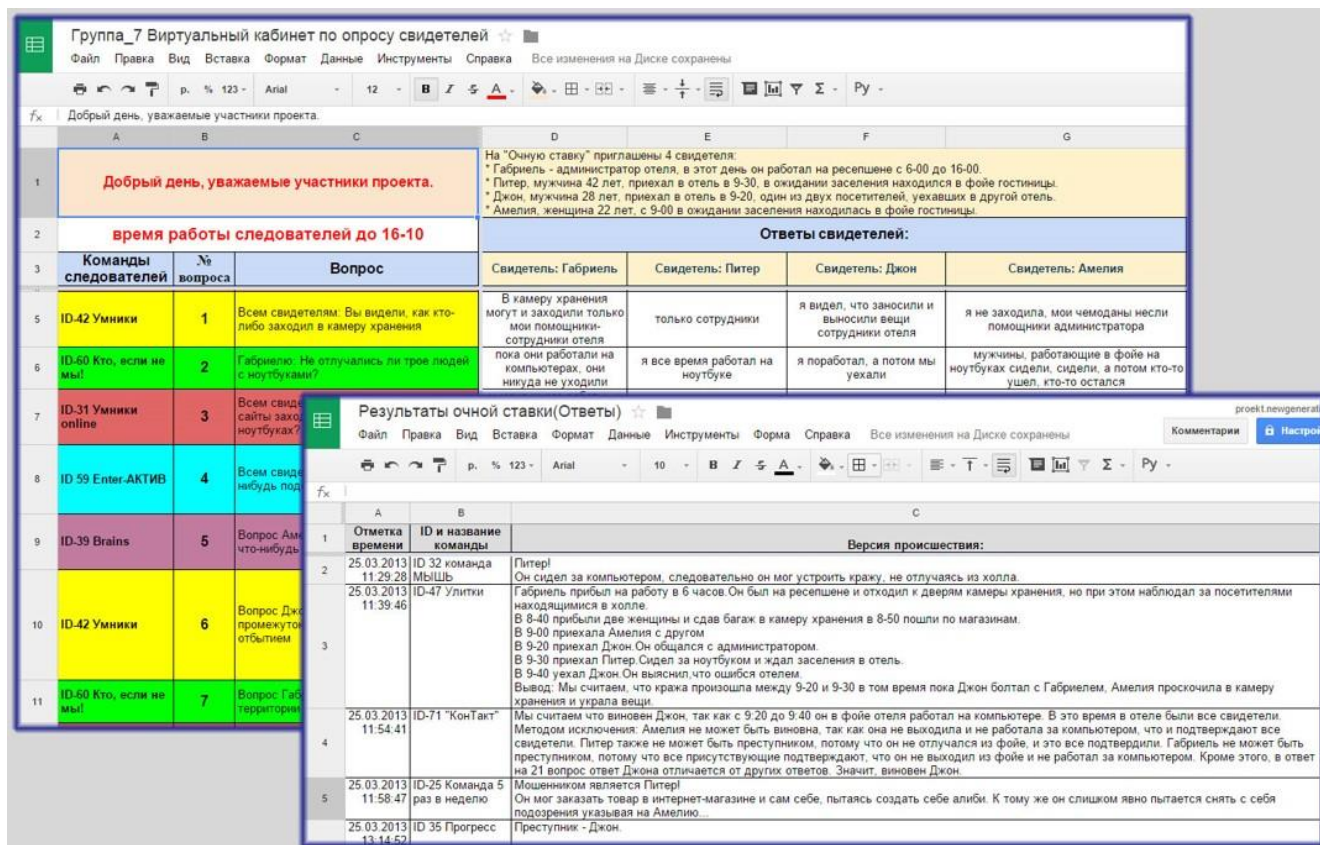 Группа_7 Виртуальный кабинет по опросу свидетелей
Файл Правка Вид Вставка Формат Данные Инструменты Справка Все изменения на Диске сохранены
р. % 123 - Arial - 12 - B I S A Σ - Ру -
fx Добрый день, уважаемые участники проекта.
A B C D E F G
1
Добрый день, уважаемые участники проекта.
На "Очную ставку" приглашены 4 свидетеля:
* Габриель - администратор отеля, в этот день он работал на ресепшене с 6-00 до 16-00.
* Питер, мужчина 42 лет, приехал в отель в 9-30, в ожидании заселения находился в фойе гостиницы.
* Джон, мужчина 28 лет, приехал в отель в 9-20, один из двух посетителей, уехавших в другой отель.
* Амелия, женщина 22 лет, с 9-00 в ожидании заселения находилась в фойе гостиницы.
2 время работы следователей до 16-10 Ответы свидетелей:
3
Команды
следователей
№
вопроса
Вопрос
Свидетель: Габриель
Свидетель: Питер
Свидетель: Джон
Свидетель: Амелия
5
ID-42 Умники
1
Всем свидетелям: Вы видели, как кто-
либо заходил в камеру хранения
В камеру хранения
могут и заходили только
мои помощники-
сотрудники отеля
только сотрудники
я видел, что заносили и
выносили вещи
сотрудники отеля
я не заходила, мои чемоданы несли
помощники администратора
6
ID-60 Кто, если не
мы!
2
Габриелю: Не отлучались ли трое людей
с ноутбуками?
пока они работали на
компьютерах, они
никуда не уходили
я все время работал на
ноутбуке
я поработал, а потом мы
уехали
мужчины, работающие в фойе на
ноутбуках сидели, сидели, а потом кто-то
ушел, кто-то остался
7
ID-31 Умники
online
3
Всем
сайты
ноутбуках?
8
ID 59 Enter-АКТИВ
4
Всем
9
ID-39 Brains
5
Вопрос
что-нибудь
10
ID-42 Умники
6
Вопрос
отбытием
11
ID-60 Кто, если не
мы!
7
Вопрос
Результаты очной ставки(Ответы)
Файл Правка Вид Вставка Формат Данные Инструменты Форма Справка Все изменения на Диске сохранены
Комментарии
р. % 123 - Arial - 10 - B I S A Σ - Ру -
fx
A B C
1
Отметка
времени
ID и название
команды
Версия происшествия:
2
25.03.2013
11:29:28
ID 32 команда
МЫШЬ
Питер!
Он сидел за компьютером, следовательно он мог устроить кражу, не отлучаясь из холла.
3
25.03.2013
11:39:46
ID-47 Улитки
Габриель прибыл на работу в 6 часов.Он был на ресепшене и отходил к дверям камеры хранения, но при этом наблюдал за посетителями
находящимися в холле.
В 8-40 прибыли две женщины и сдав багаж в камеру хранения в 8-50 пошли по магазинам.
В 9-00 приехала Амелия с другом
В 9-20 приехал Джон.Он общался с администратором.
В 9-30 приехал Питер.Сидел за ноутбуком и ждал заселения в отель.
В 9-40 уехал Джон.Он выяснил,что ошибся отелем.
Вывод: Мы считаем, что кража произошла между 9-20 и 9-30 в том время пока Джон болтал с Габриелем, Амелия проскочила в камеру
хранения и украла вещи.
4
25.03.2013
11:54:41
ID-71 "КонТакт"
Мы считаем что виновен Джон, так как с 9:20 до 9:40 он в фойе отеля работал на компьютере. В это время в отеле были все свидетели.
Методом исключения: Амелия не может быть виновна, так как она не выходила и не работала за компьютером, что и подтверждают все
свидетели. Питер также не может быть преступником, потому что он не отлучался из фойе, и это все подтвердили. Габриель не может быть
преступником, потому что все присутствующие подтверждают, что он не выходил из фойе и не работал за компьютером. Кроме этого, в ответ
на 21 вопрос ответ Джона отличается от других ответов. Значит, виновен Джон.
5
25.03.2013
11:58:47
ID-25 Команда 5
раз в неделю
Мошенником является Питер!
Он мог заказать товар в интернет-магазине и сам себе, пытаясь создать себе алиби. К тому же он слишком явно пытается снять с себя
подозрения указывая на Амелию...
25.03.2013
13:14:52
ID 35 Прогресс
Преступник - Джон.